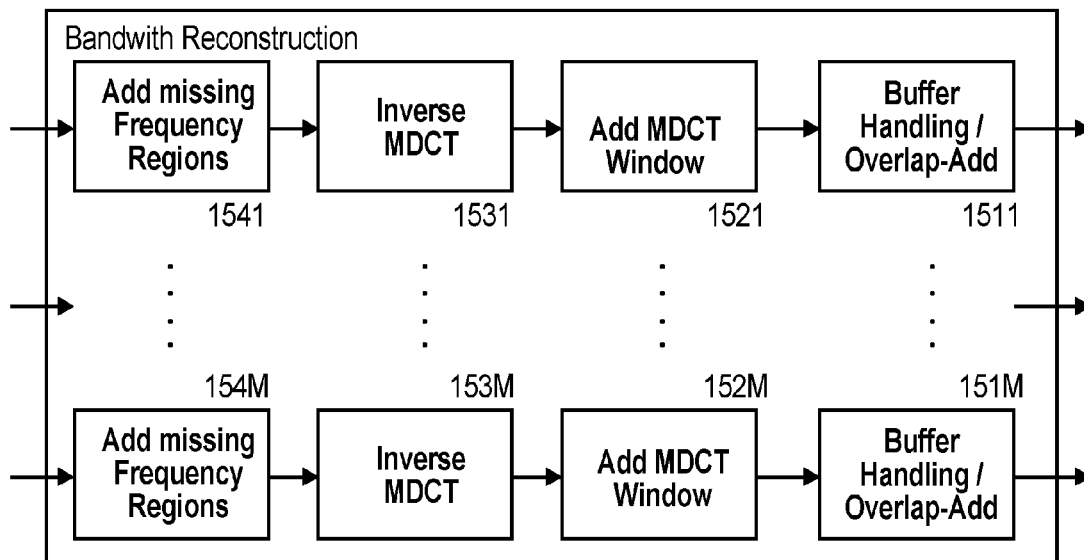 Bandwith Reconstruction
Add missing
Frequency
Regions
Inverse
MDCT
Add MDCT
Window
Buffer
Handling /
Overlap-Add
1541
1531
1521
1511
154M
153M
152M
151M
Add missing
Frequency
Regions
Inverse
MDCT
Add MDCT
Window
Buffer
Handling /
Overlap-Add